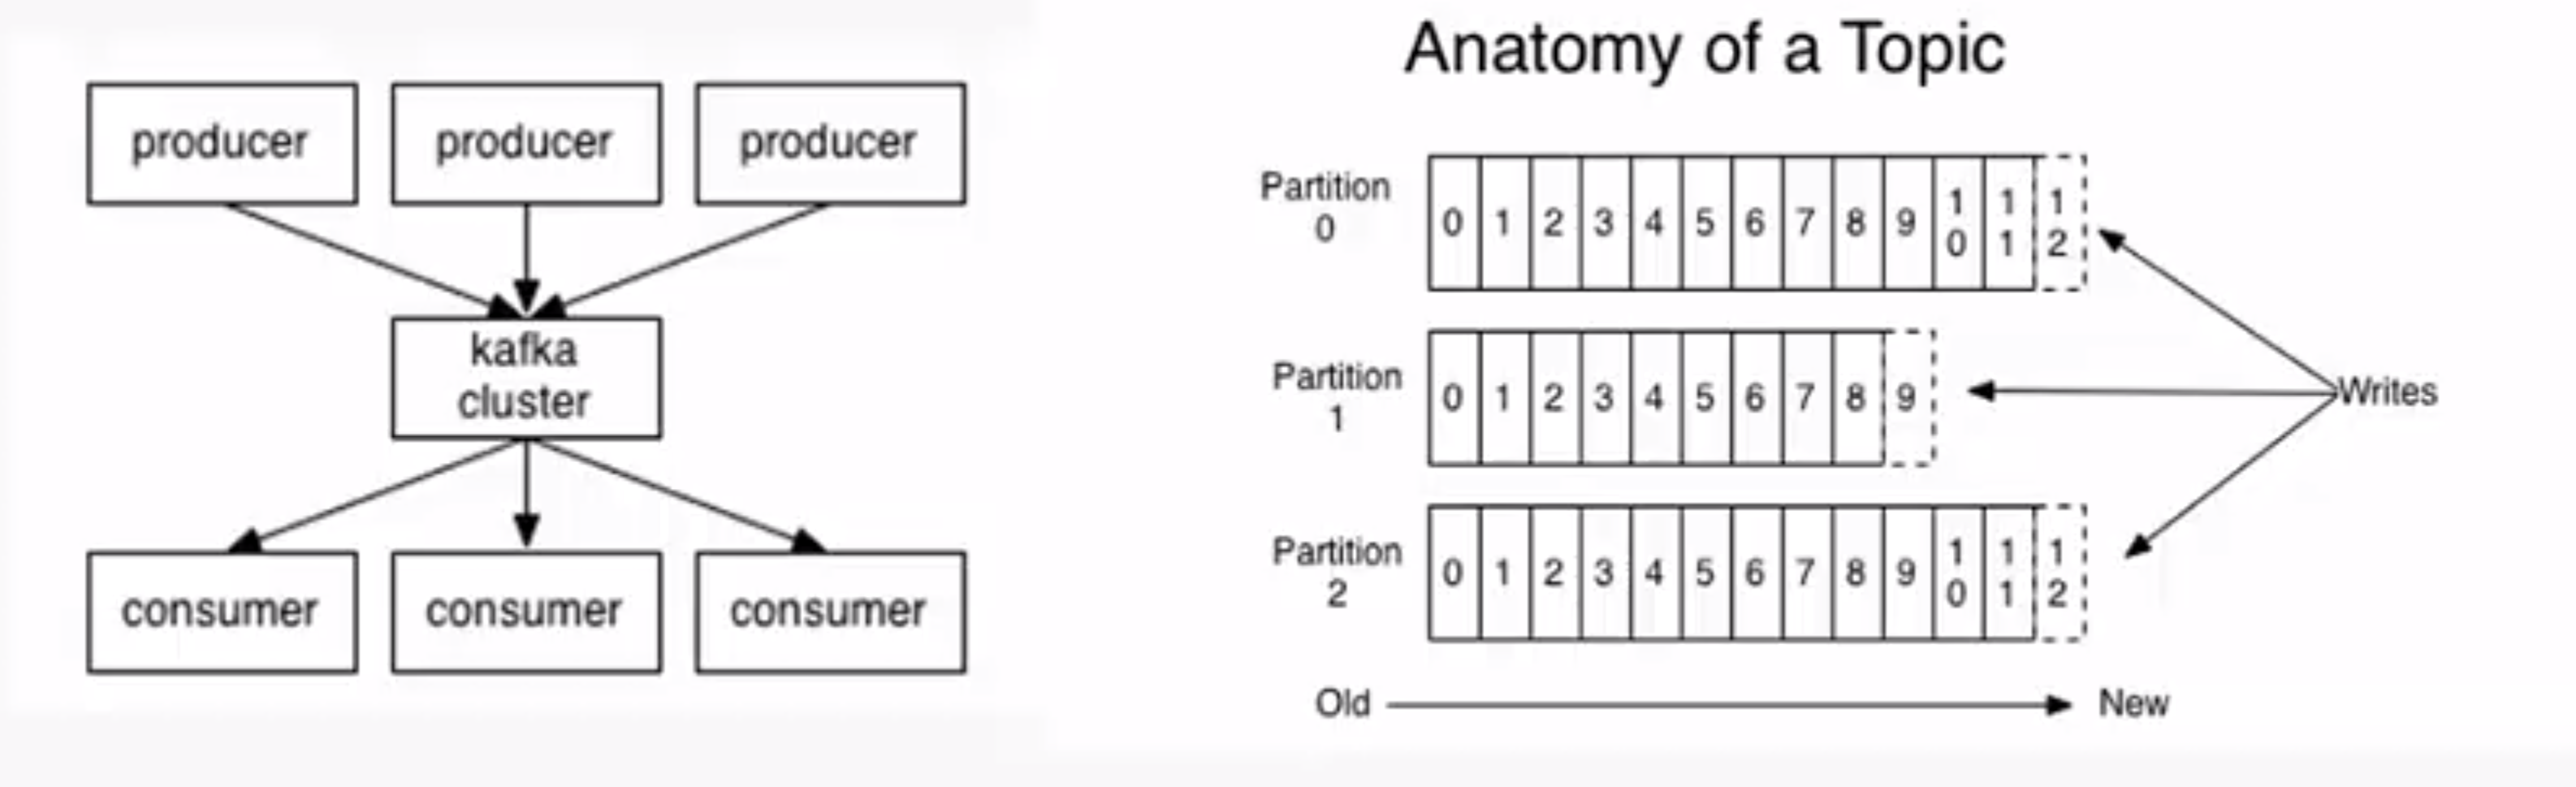 producer
producer
producer
kafka
cluster
consumer
consumer
consumer
Anatomy of a Topic
Partition
0
0 1 2 3 4 5 6 7 8 9 10 11 12
Partition
1
0 1 2 3 4 5 6 7 8 9
Writes
Partition
2
0 1 2 3 4 5 6 7 8 9 10 11 12
Old
New